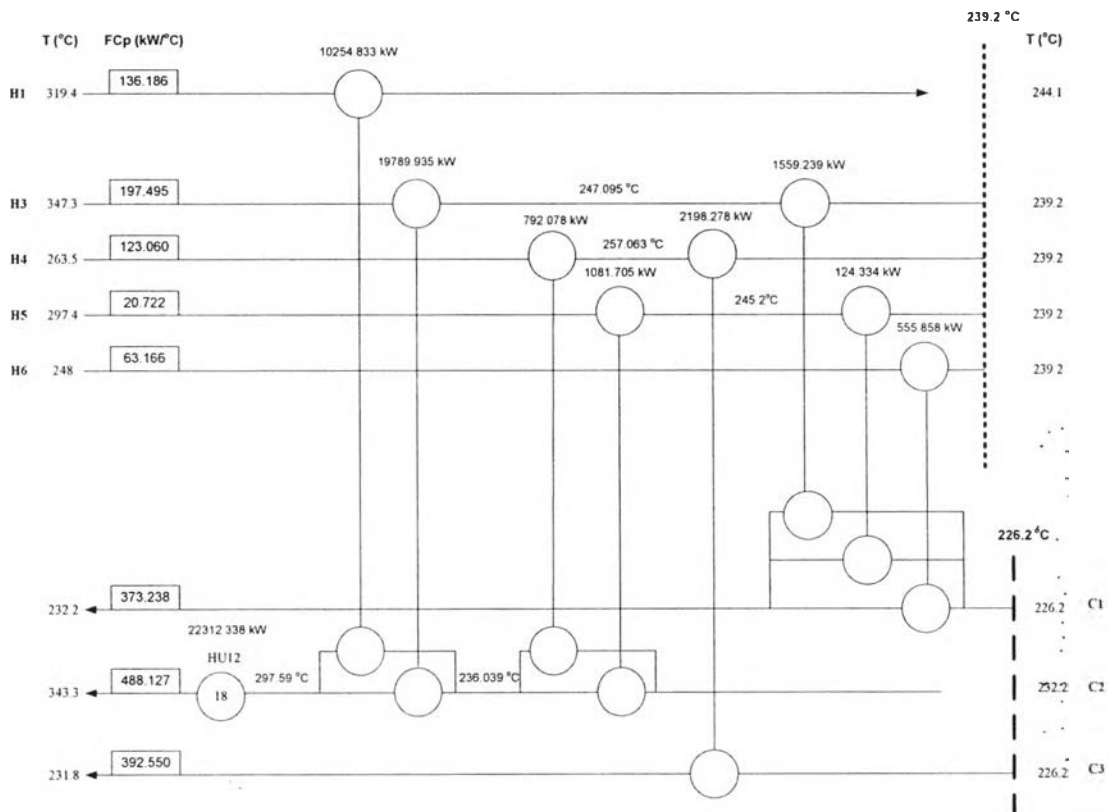 239.2 °C
T (°C) FCp (kW/°C) T (°C)
10254 833 kW
H1 319.4 136.186 244.1
19789 935 kW 1559.239 kW
H3 347.3 197.495 247.095 °C 239.2
792 078 kW 2198.278 kW
H4 263.5 123.060 257.063 °C 239.2
1081.705 kW 124 334 kW
H5 297.4 20.722 245 2°C 239.2
555 858 kW
H6 248 63.166 239 2
226.2 °C
232.2 373.238 226.2 C1
22312 338 kW
HU12
343.3 488.127 18 297.59 °C 236.039 °C C2
231.8 392.550 226.2 C3